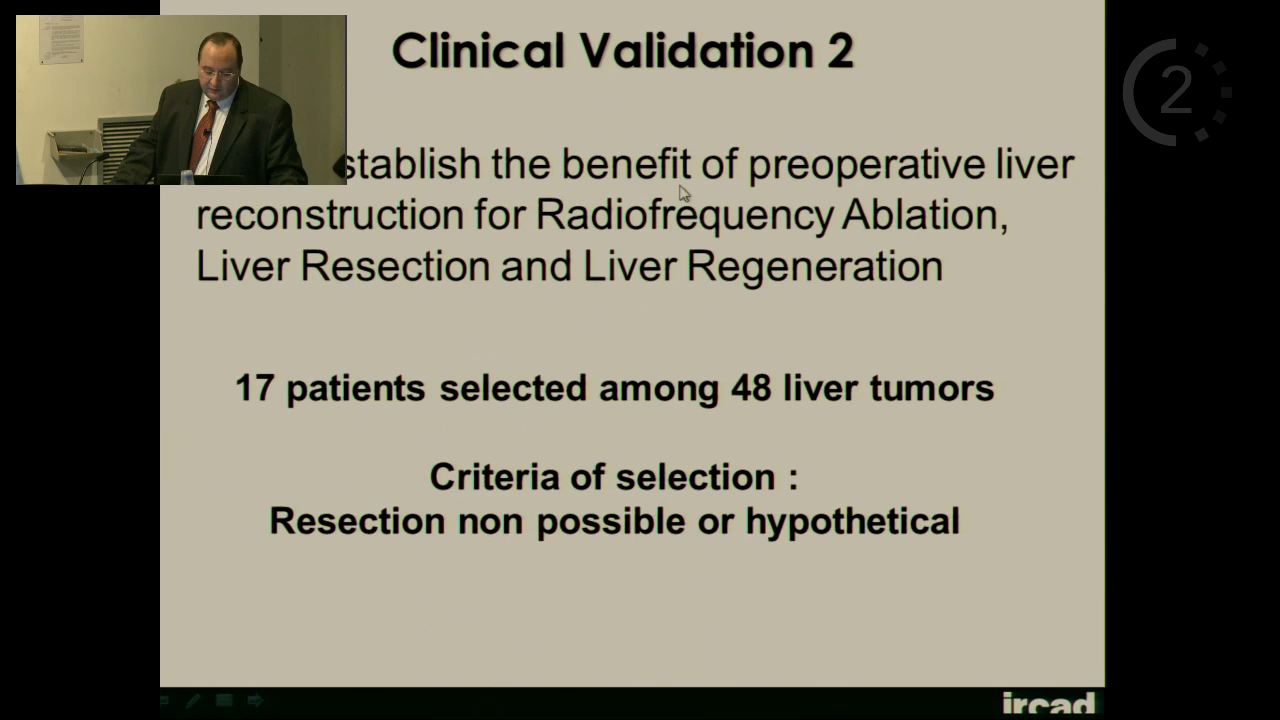 Clinical Validation 2
2
stablish the benefit of preoperative liver
reconstruction for Radiofrequency Ablation,
Liver Resection and Liver Regeneration
17 patients selected among 48 liver tumors
Criteria of selection :
Resection non possible or hypothetical
ircad